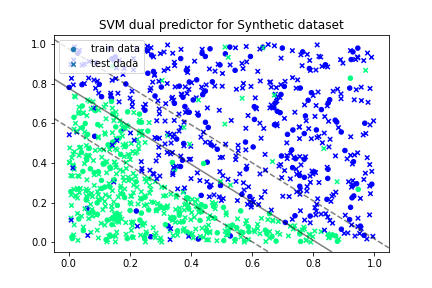 SVM dual predictor for Synthetic dataset
train data
test dada
1.0
0.8
0.6
0.4
0.2
0.0
0.0 0.2 0.4 0.6 0.8 1.0